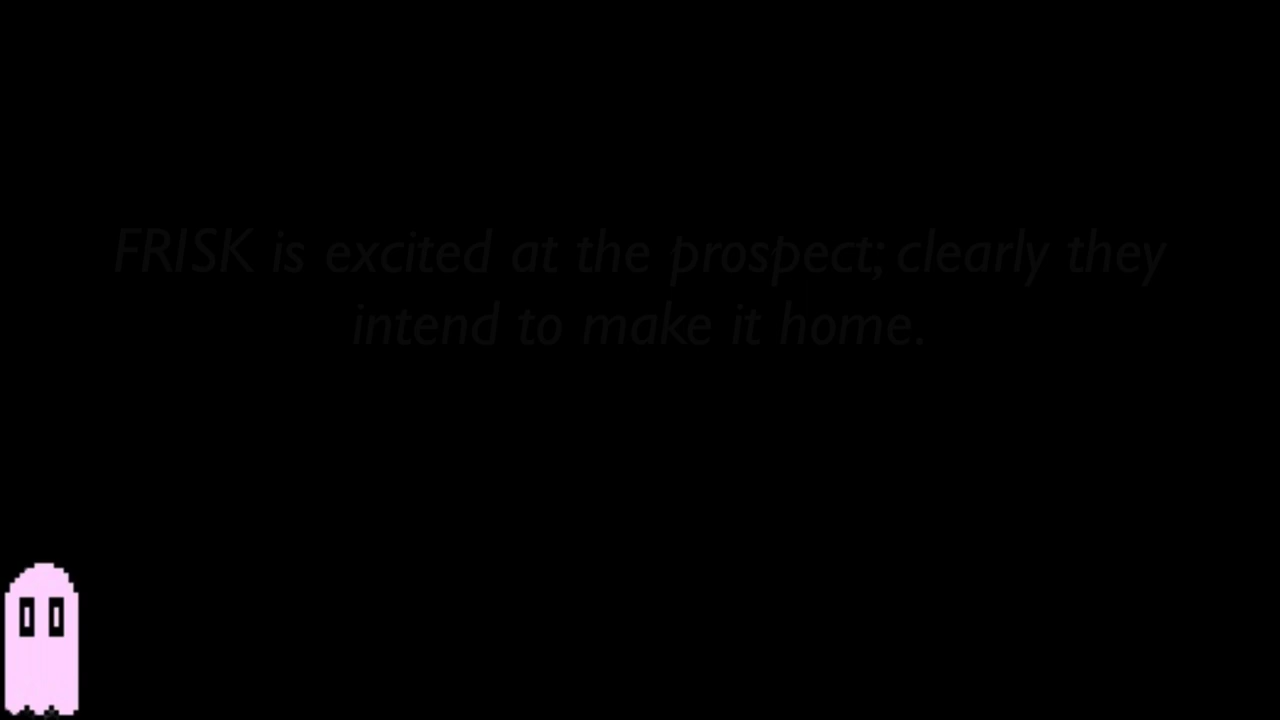 FRISK is excited at the prospect; clearly they
intend to make it home.